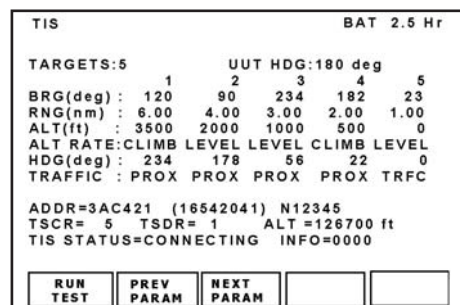 TIS BAT 2.5 Hr
TARGETS:5 UUT HDG:180 deg
1 2 3 4 5
BRG(deg) : 120 90 234 182 23
RNG(nm) : 6.00 4.00 3.00 2.00 1.00
ALT(ft) : 3500 2000 1000 500 0
ALT RATE:CLIMB LEVEL LEVEL CLIMB LEVEL
HDG(deg) : 234 178 56 22 0
TRAFFIC : PROX PROX PROX PROX TRFC
ADDR=3AC421 (16542041) N12345
TSCR= 5 TSDR= 1 ALT =126700 ft
TIS STATUS=CONNECTING INFO=0000
RUN TEST
PREV PARAM
NEXT PARAM